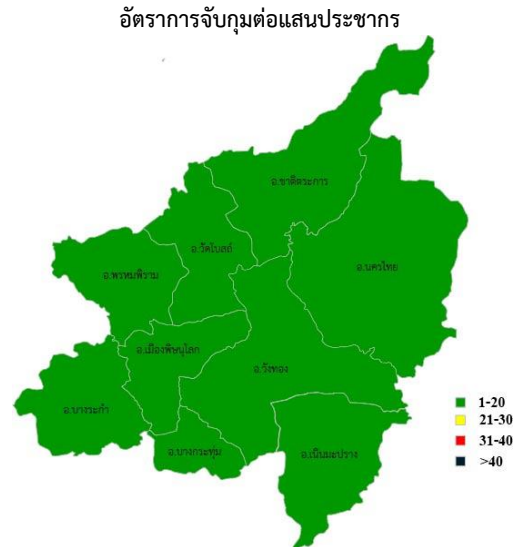 อัตราการจับกุมต่อแสนประชากร
อ.ชาติตระการ
อ.วัดโบสถ์
อ.นครไทย
อ.พรหมพิราม
อ.เมืองพิษณุโลก
อ.วังทอง
อ.บางระกำ
อ.บางกระทุ่ม
อ.เนินมะปราง
1-20
21-30
31-40
>40